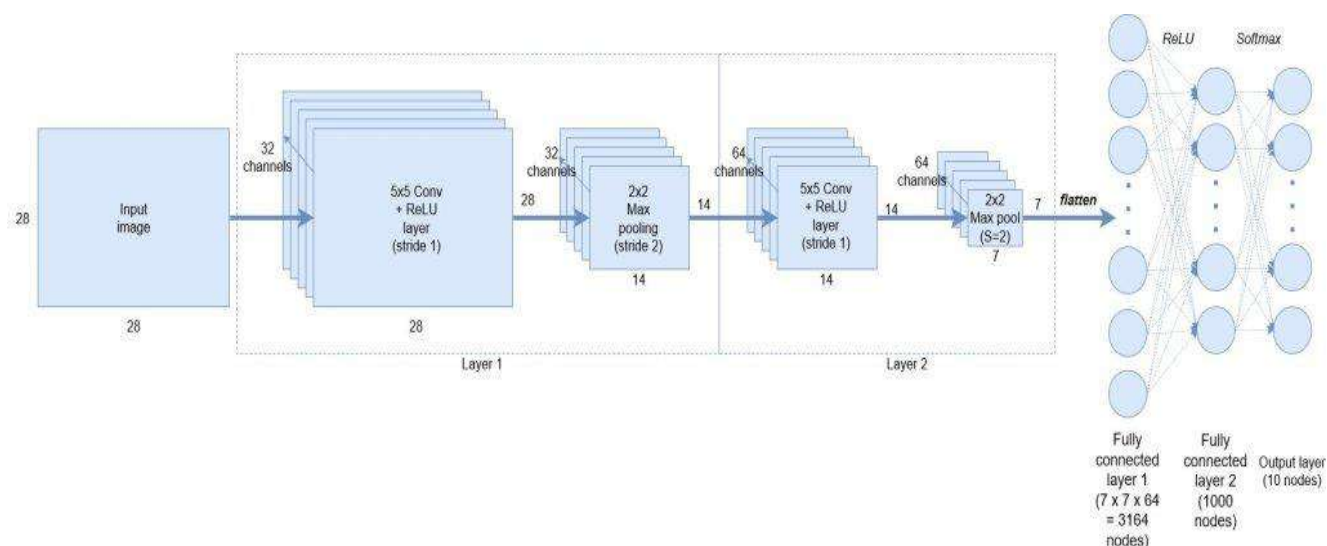 28
Input
image
28
32
channels
5x5 Conv
+ ReLU
layer
(stride 1)
28
28
32
channels
2x2
Max
pooling
(stride 2)
14
14
Layer 1
64
channels
5x5 Conv
+ ReLU
layer
(stride 1)
14
14
64
channels
2x2
Max pool
(S=2)
7
7
Layer 2
flatten
ReLU
Softmax
Fully
connected
layer 1
(7 x 7 x 64
= 3164
nodes)
Fully
connected
layer 2
(1000
nodes)
Output layer
(10 nodes)